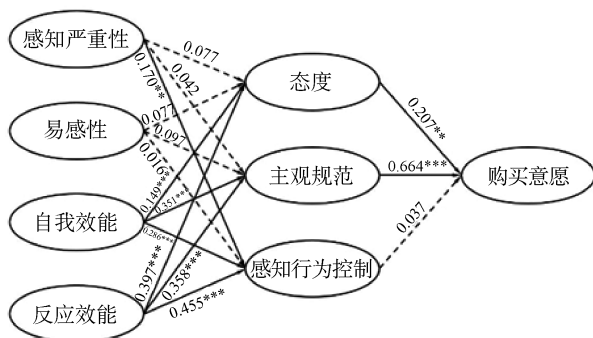 感知严重性
易感性
自我效能
反应效能
0.077
0.042
0.170**
0.077
0.097
0.016*
0.149***
0.351***
0.286***
0.397***
0.358***
0.455***
态度
主观规范
感知行为控制
0.207**
0.664***
0.037
购买意愿